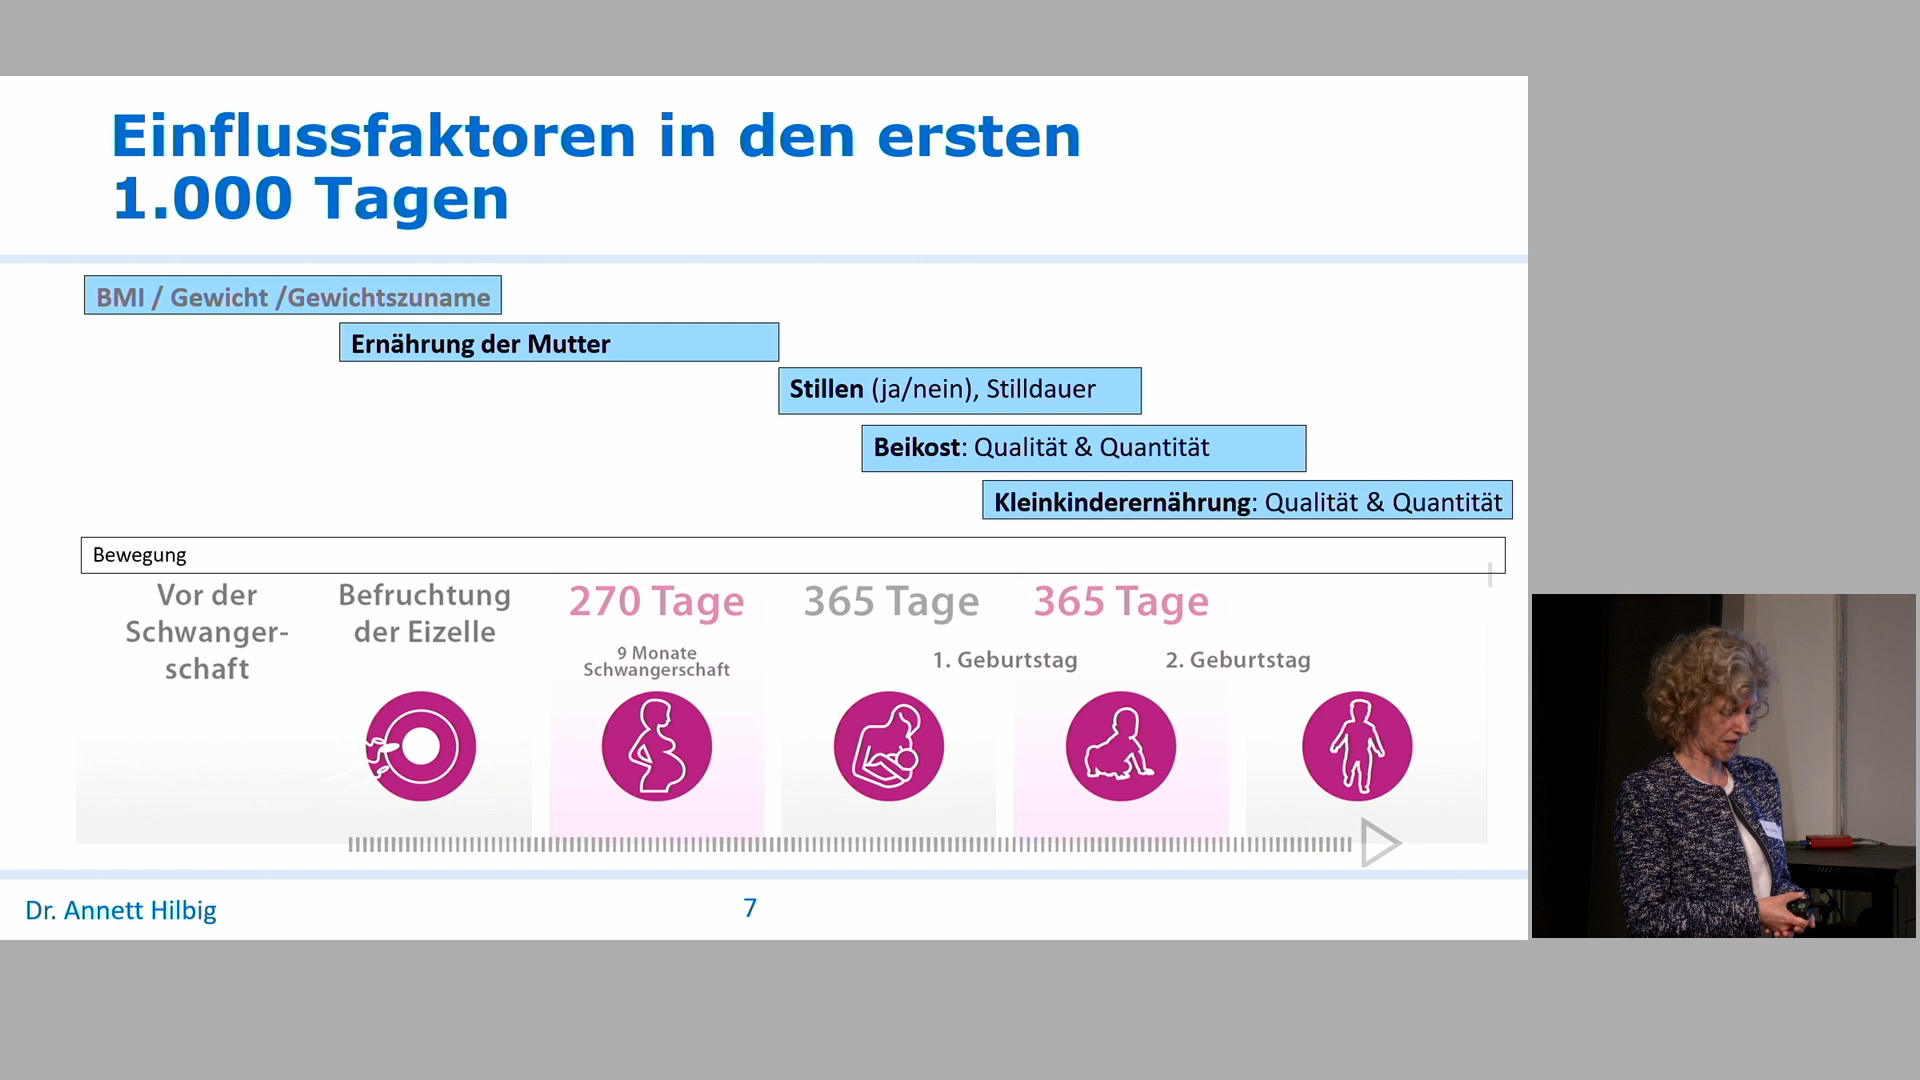 Einflussfaktoren in den ersten
1.000 Tagen
BMI / Gewicht /Gewichtszuname
Ernährung der Mutter
Stillen (ja/nein), Stilldauer
Beikost: Qualität & Quantität
Kleinkinderernährung: Qualität & Quantität
Bewegung
Vor der
Schwanger-
schaft
Befruchtung
der Eizelle
270 Tage
9 Monate
Schwangerschaft
365 Tage
1. Geburtstag
365 Tage
2. Geburtstag
Dr. Annett Hilbig
7